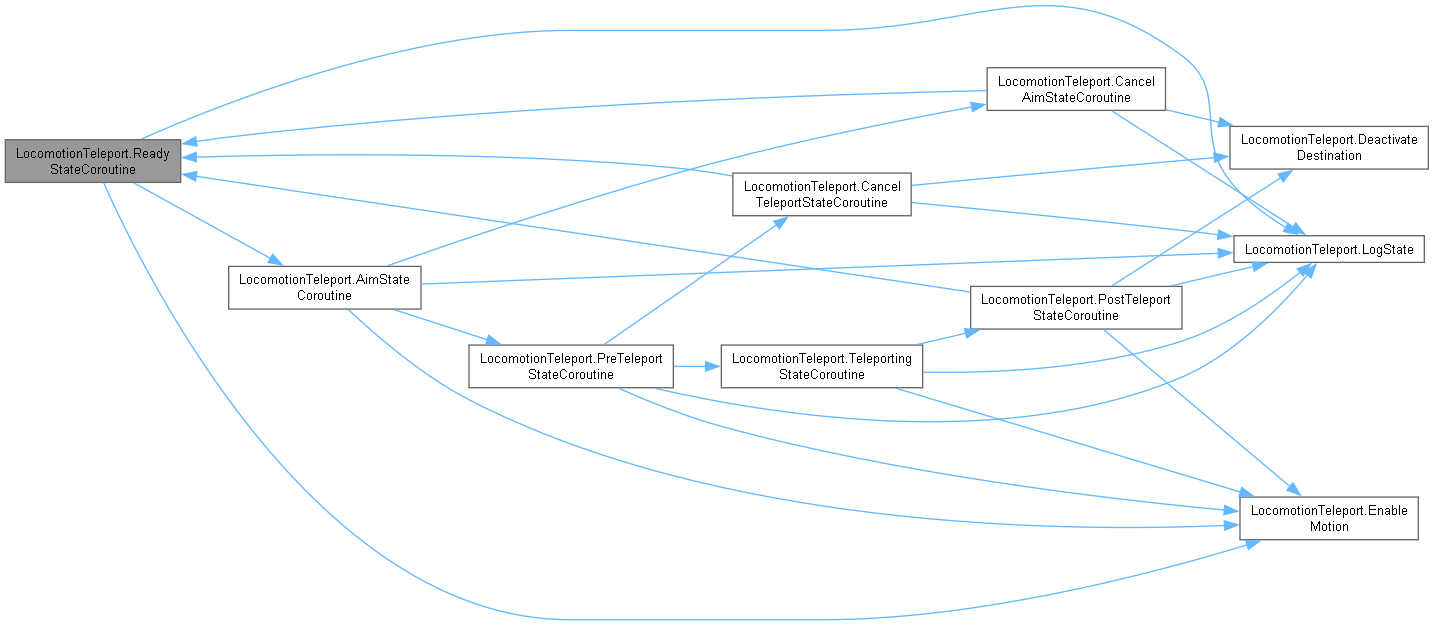 LocomotionTeleport.Ready
StateCoroutine
LocomotionTeleport.AimState
Coroutine
LocomotionTeleport.PreTeleport
StateCoroutine
LocomotionTeleport.Cancel
TeleportStateCoroutine
LocomotionTeleport.Teleporting
StateCoroutine
LocomotionTeleport.Cancel
AimStateCoroutine
LocomotionTeleport.PostTeleport
StateCoroutine
LocomotionTeleport.Deactivate
Destination
LocomotionTeleport.LogState
LocomotionTeleport.Enable
Motion